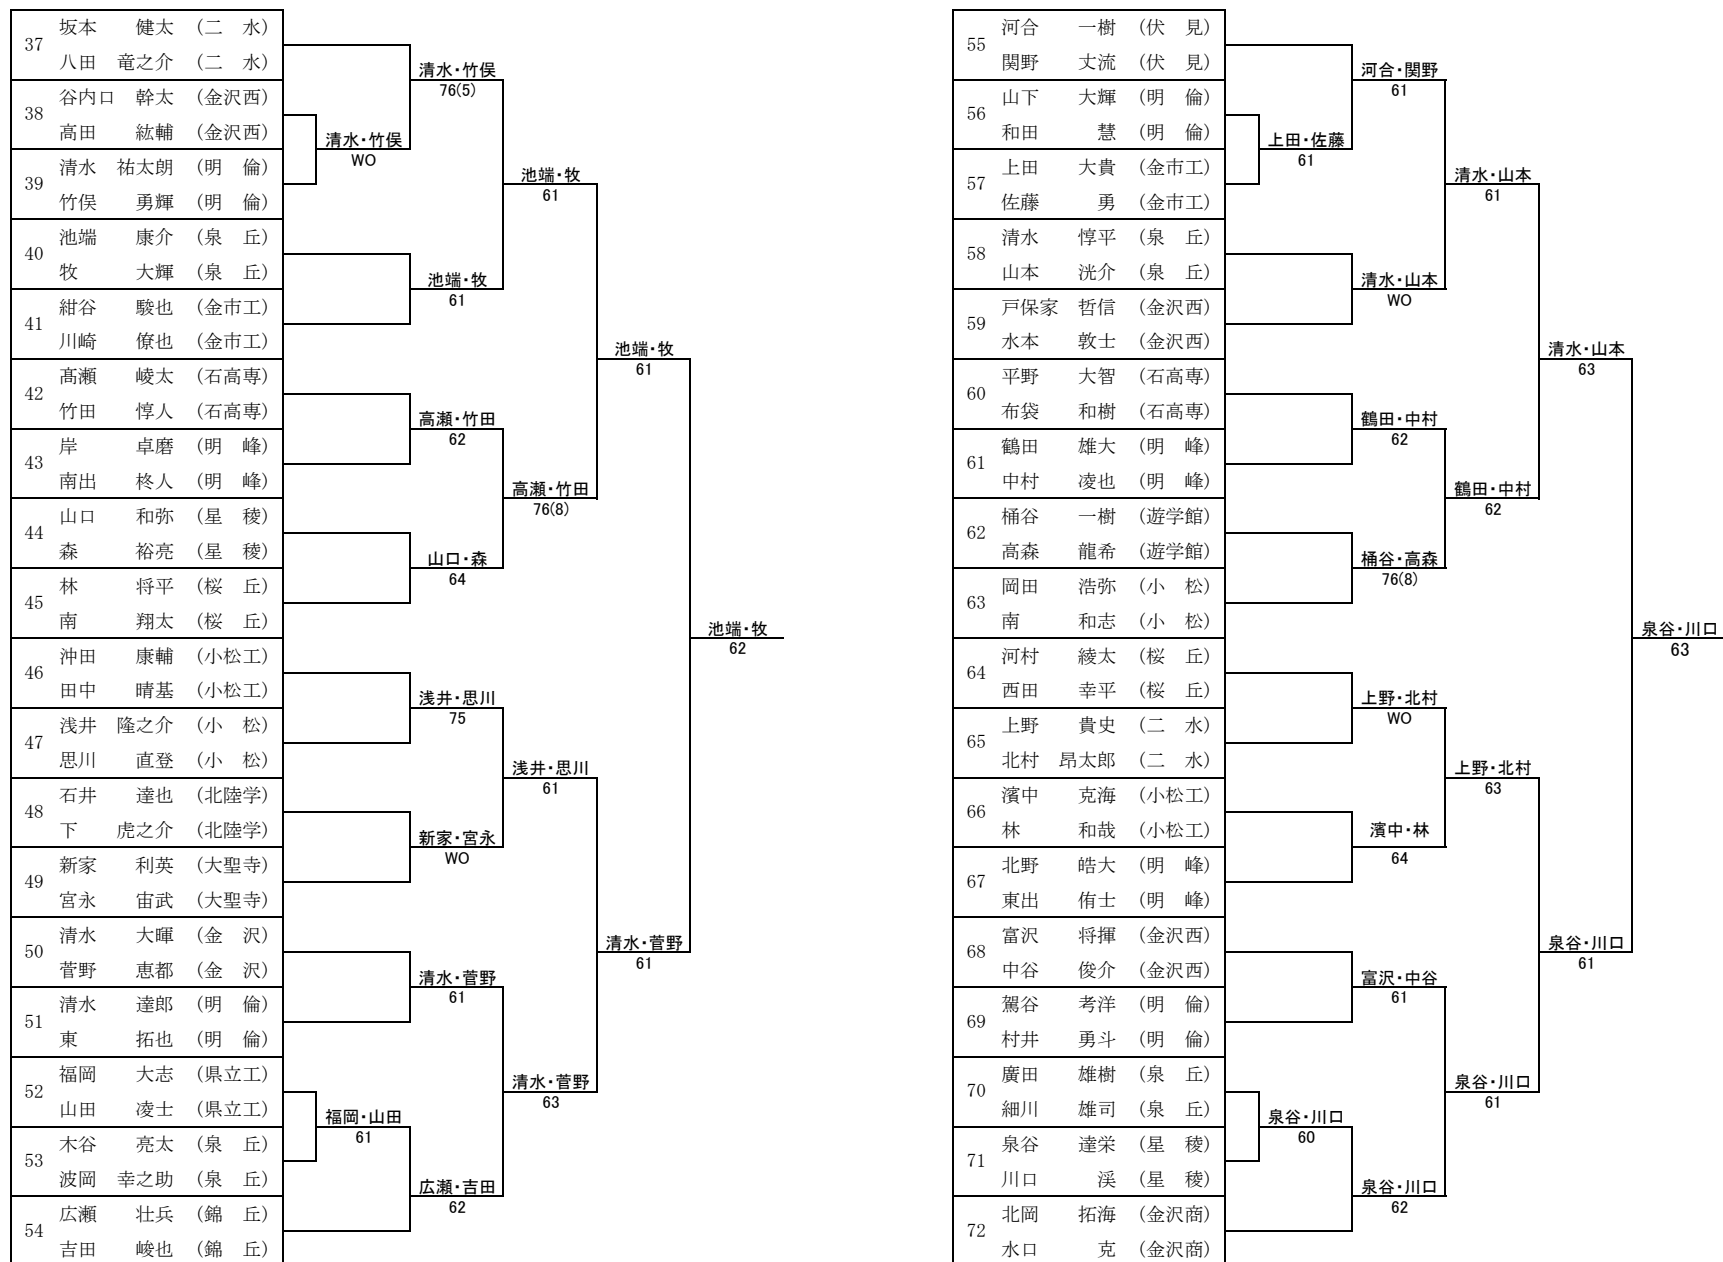 37
坂本 健太 (二 水)
八田 竜之介 (二 水)
38
谷内口 幹太 (金沢西)
高田 紘輔 (金沢西)
39
清水 祐太朗 (明 倫)
竹俣 勇輝 (明 倫)
40
池端 康介 (泉 丘)
牧 大輝 (泉 丘)
41
紺谷 駿也 (金市工)
川崎 僚也 (金市工)
42
髙瀬 崚太 (石高専)
竹田 惇人 (石高専)
43
岸 卓磨 (明 峰)
南出 柊人 (明 峰)
44
山口 和弥 (星 稜)
森 裕亮 (星 稜)
45
林 将平 (桜 丘)
南 翔太 (桜 丘)
46
沖田 康輔 (小松工)
田中 晴基 (小松工)
47
浅井 隆之介 (小 松)
思川 直登 (小 松)
48
石井 達也 (北陸学)
下 虎之介 (北陸学)
49
新家 利英 (大聖寺)
宮永 宙武 (大聖寺)
50
清水 大暉 (金 沢)
菅野 恵都 (金 沢)
51
清水 達郎 (明 倫)
東 拓也 (明 倫)
52
福岡 大志 (県立工)
山田 凌士 (県立工)
53
木谷 亮太 (泉 丘)
波岡 幸之助 (泉 丘)
54
広瀬 壮兵 (錦 丘)
吉田 峻也 (錦 丘)
清水・竹俣
WO
福岡・山田
61
清水・竹俣
76(5)
池端・牧
61
高瀬・竹田
62
山口・森
64
浅井・思川
75
新家・宮永
WO
清水・菅野
61
広瀬・吉田
62
池端・牧
61
高瀬・竹田
76(8)
浅井・思川
61
清水・菅野
63
池端・牧
61
清水・菅野
61
池端・牧
62
55
河合 一樹 (伏 見)
関野 丈流 (伏 見)
56
山下 大輝 (明 倫)
和田 慧 (明 倫)
57
上田 大貴 (金市工)
佐藤 勇 (金市工)
58
清水 惇平 (泉 丘)
山本 洸介 (泉 丘)
59
戸保家 哲信 (金沢西)
水本 敦士 (金沢西)
60
平野 大智 (石高専)
布袋 和樹 (石高専)
61
鶴田 雄大 (明 峰)
中村 凌也 (明 峰)
62
桶谷 一樹 (遊学館)
高森 龍希 (遊学館)
63
岡田 浩弥 (小 松)
南 和志 (小 松)
64
河村 綾太 (桜 丘)
西田 幸平 (桜 丘)
65
上野 貴史 (二 水)
北村 昂太郎 (二 水)
66
濱中 克海 (小松工)
林 和哉 (小松工)
67
北野 皓大 (明 峰)
東出 侑士 (明 峰)
68
富沢 将揮 (金沢西)
中谷 俊介 (金沢西)
69
駕谷 考洋 (明 倫)
村井 勇斗 (明 倫)
70
廣田 雄樹 (泉 丘)
細川 雄司 (泉 丘)
71
泉谷 達栄 (星 稜)
川口 渓 (星 稜)
72
北岡 拓海 (金沢商)
水口 克 (金沢商)
上田・佐藤
61
泉谷・川口
60
河合・関野
61
清水・山本
WO
鶴田・中村
62
桶谷・高森
76(8)
上野・北村
WO
濱中・林
64
富沢・中谷
61
泉谷・川口
62
清水・山本
61
鶴田・中村
62
上野・北村
63
泉谷・川口
61
清水・山本
63
泉谷・川口
61
泉谷・川口
63